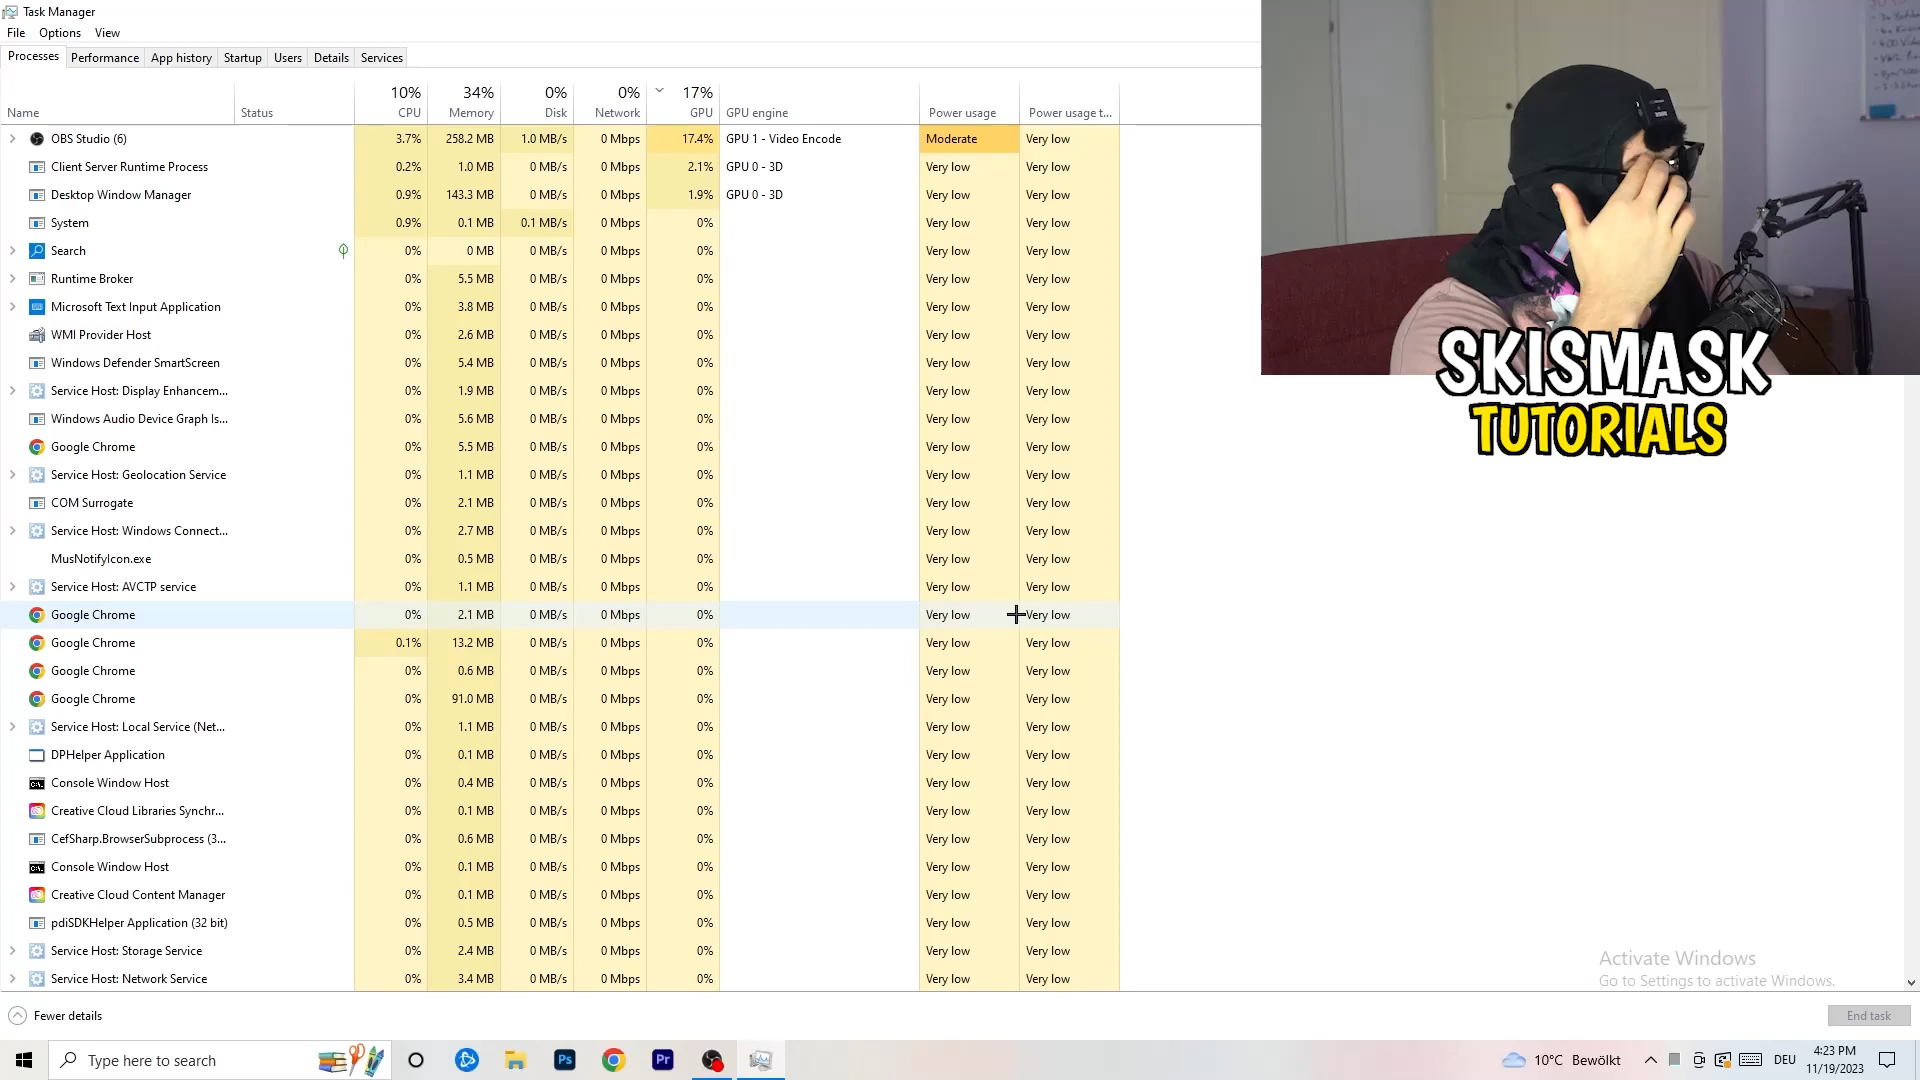 Task Manager
File Options View
Processes Performance App history Startup Users Details Services
10% 34% 0% 0% 17%
Name Status CPU Memory Disk Network GPU GPU engine Power usage Power usage t...
OBS Studio (6) 3.7% 258.2 MB 1.0 MB/s 0 Mbps 17.4% GPU 1 - Video Encode Moderate Very low
Client Server Runtime Process 0.2% 1.0 MB 0 MB/s 0 Mbps 2.1% GPU 0 - 3D Very low Very low
Desktop Window Manager 0.9% 143.3 MB 0 MB/s 0 Mbps 1.9% GPU 0 - 3D Very low Very low
System 0.9% 0.1 MB 0.1 MB/s 0 Mbps 0% Very low Very low
Search 0% 0 MB 0 MB/s 0 Mbps 0% Very low Very low
Runtime Broker 0% 5.5 MB 0 MB/s 0 Mbps 0% Very low Very low
Microsoft Text Input Application 0% 3.8 MB 0 MB/s 0 Mbps 0% Very low Very low
WMI Provider Host 0% 2.6 MB 0 MB/s 0 Mbps 0% Very low Very low
Windows Defender SmartScreen 0% 5.4 MB 0 MB/s 0 Mbps 0% Very low Very low
Service Host: Display Enhancem... 0% 1.9 MB 0 MB/s 0 Mbps 0% Very low Very low
Windows Audio Device Graph Is... 0% 5.6 MB 0 MB/s 0 Mbps 0% Very low Very low
Google Chrome 0% 5.5 MB 0 MB/s 0 Mbps 0% Very low Very low
Service Host: Geolocation Service 0% 1.1 MB 0 MB/s 0 Mbps 0% Very low Very low
COM Surrogate 0% 2.1 MB 0 MB/s 0 Mbps 0% Very low Very low
Service Host: Windows Connect... 0% 2.7 MB 0 MB/s 0 Mbps 0% Very low Very low
MusNotifyIcon.exe 0% 0.5 MB 0 MB/s 0 Mbps 0% Very low Very low
Service Host: AVCTP service 0% 1.1 MB 0 MB/s 0 Mbps 0% Very low Very low
Google Chrome 0% 2.1 MB 0 MB/s 0 Mbps 0% Very low Very low
Google Chrome 0.1% 13.2 MB 0 MB/s 0 Mbps 0% Very low Very low
Google Chrome 0% 0.6 MB 0 MB/s 0 Mbps 0% Very low Very low
Google Chrome 0% 91.0 MB 0 MB/s 0 Mbps 0% Very low Very low
Service Host: Local Service (Net... 0% 1.1 MB 0 MB/s 0 Mbps 0% Very low Very low
DPHelper Application 0% 0.1 MB 0 MB/s 0 Mbps 0% Very low Very low
Console Window Host 0% 0.4 MB 0 MB/s 0 Mbps 0% Very low Very low
Creative Cloud Libraries Synchr... 0% 0.1 MB 0 MB/s 0 Mbps 0% Very low Very low
CefSharp.BrowserSubprocess (3... 0% 0.6 MB 0 MB/s 0 Mbps 0% Very low Very low
Console Window Host 0% 0.1 MB 0 MB/s 0 Mbps 0% Very low Very low
Creative Cloud Content Manager 0% 0.1 MB 0 MB/s 0 Mbps 0% Very low Very low
pdiSDKHelper Application (32 bit) 0% 0.5 MB 0 MB/s 0 Mbps 0% Very low Very low
Service Host: Storage Service 0% 2.4 MB 0 MB/s 0 Mbps 0% Very low Very low
Service Host: Network Service 0% 3.4 MB 0 MB/s 0 Mbps 0% Very low Very low
SKISMASK
TUTORIALS
Activate Windows
Go to Settings to activate Windows.
Fewer details End task
Type here to search Ps Pr 10°C Bewölkt DEU 4:23 PM
11/19/2023